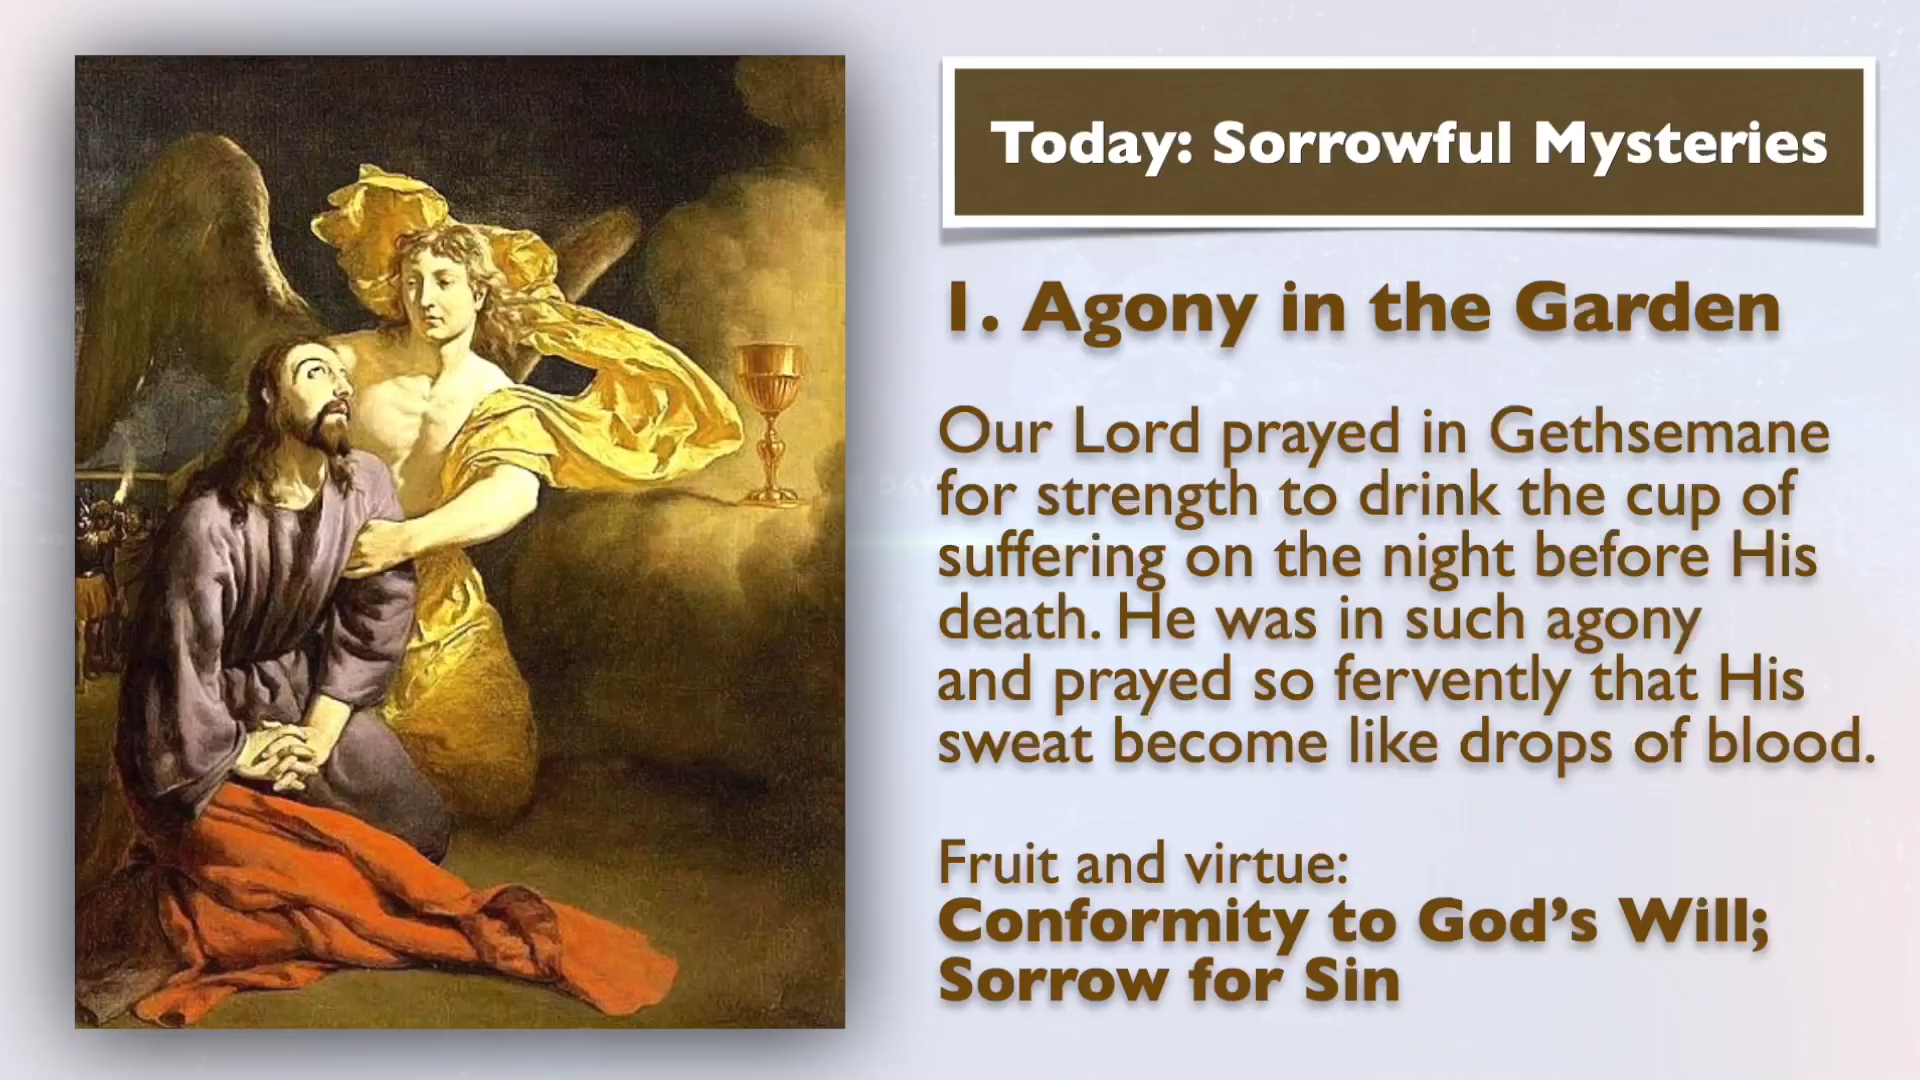 Today: Sorrowful Mysteries
1. Agony in the Garden
Our Lord prayed in Gethsemane
for strength to drink the cup of
suffering on the night before His
death. He was in such agony
and prayed so fervently that His
sweat become like drops of blood.
Fruit and virtue:
Conformity to God’s Will;
Sorrow for Sin